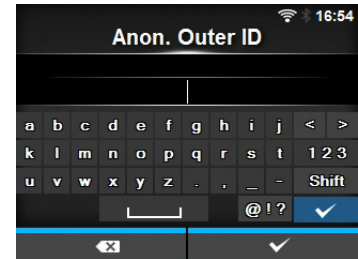 16:54
Anon. Outer ID
a b c d e f g h i j < >
k l m n o p q r s t 1 2 3
u v w x y z . , _ - Shift
@ ! ?